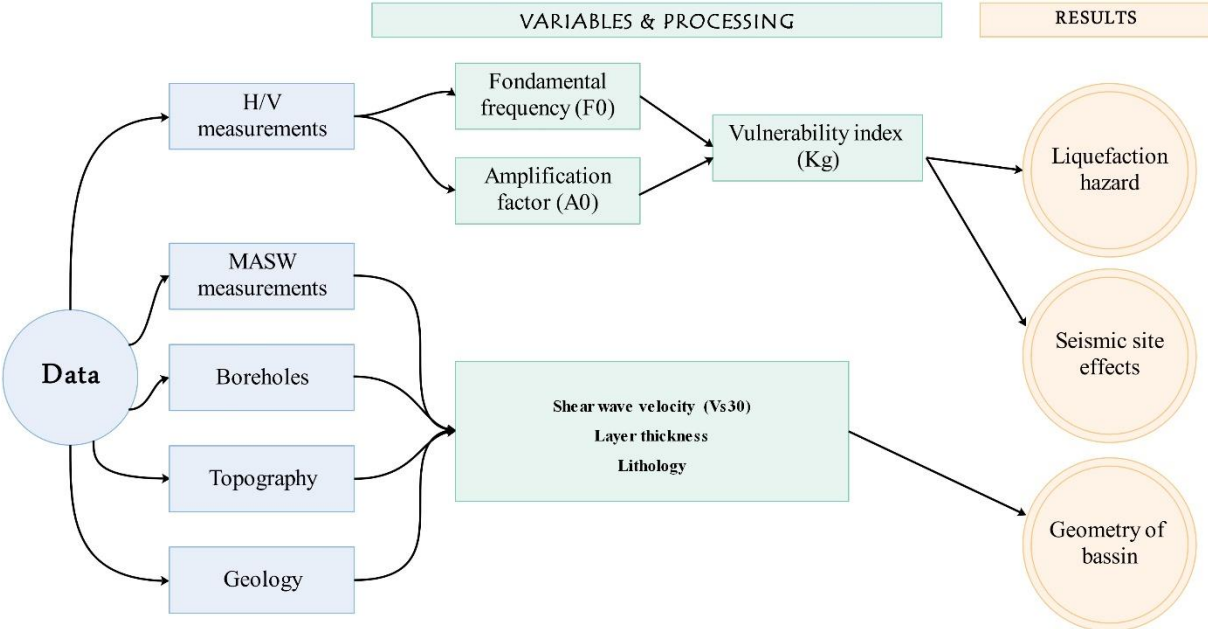 VARIABLES & PROCESSING
RESULTS
H/V
measurements
Fondamental
frequency (F0)
Amplification
factor (A0)
Vulnerability index
(Kg)
Liquefaction
hazard
MASW
measurements
Seismic site
effects
Data
Boreholes
Shear wave velocity (Vs30)
Layer thickness
Lithology
Topography
Geology
Geometry of
bassin